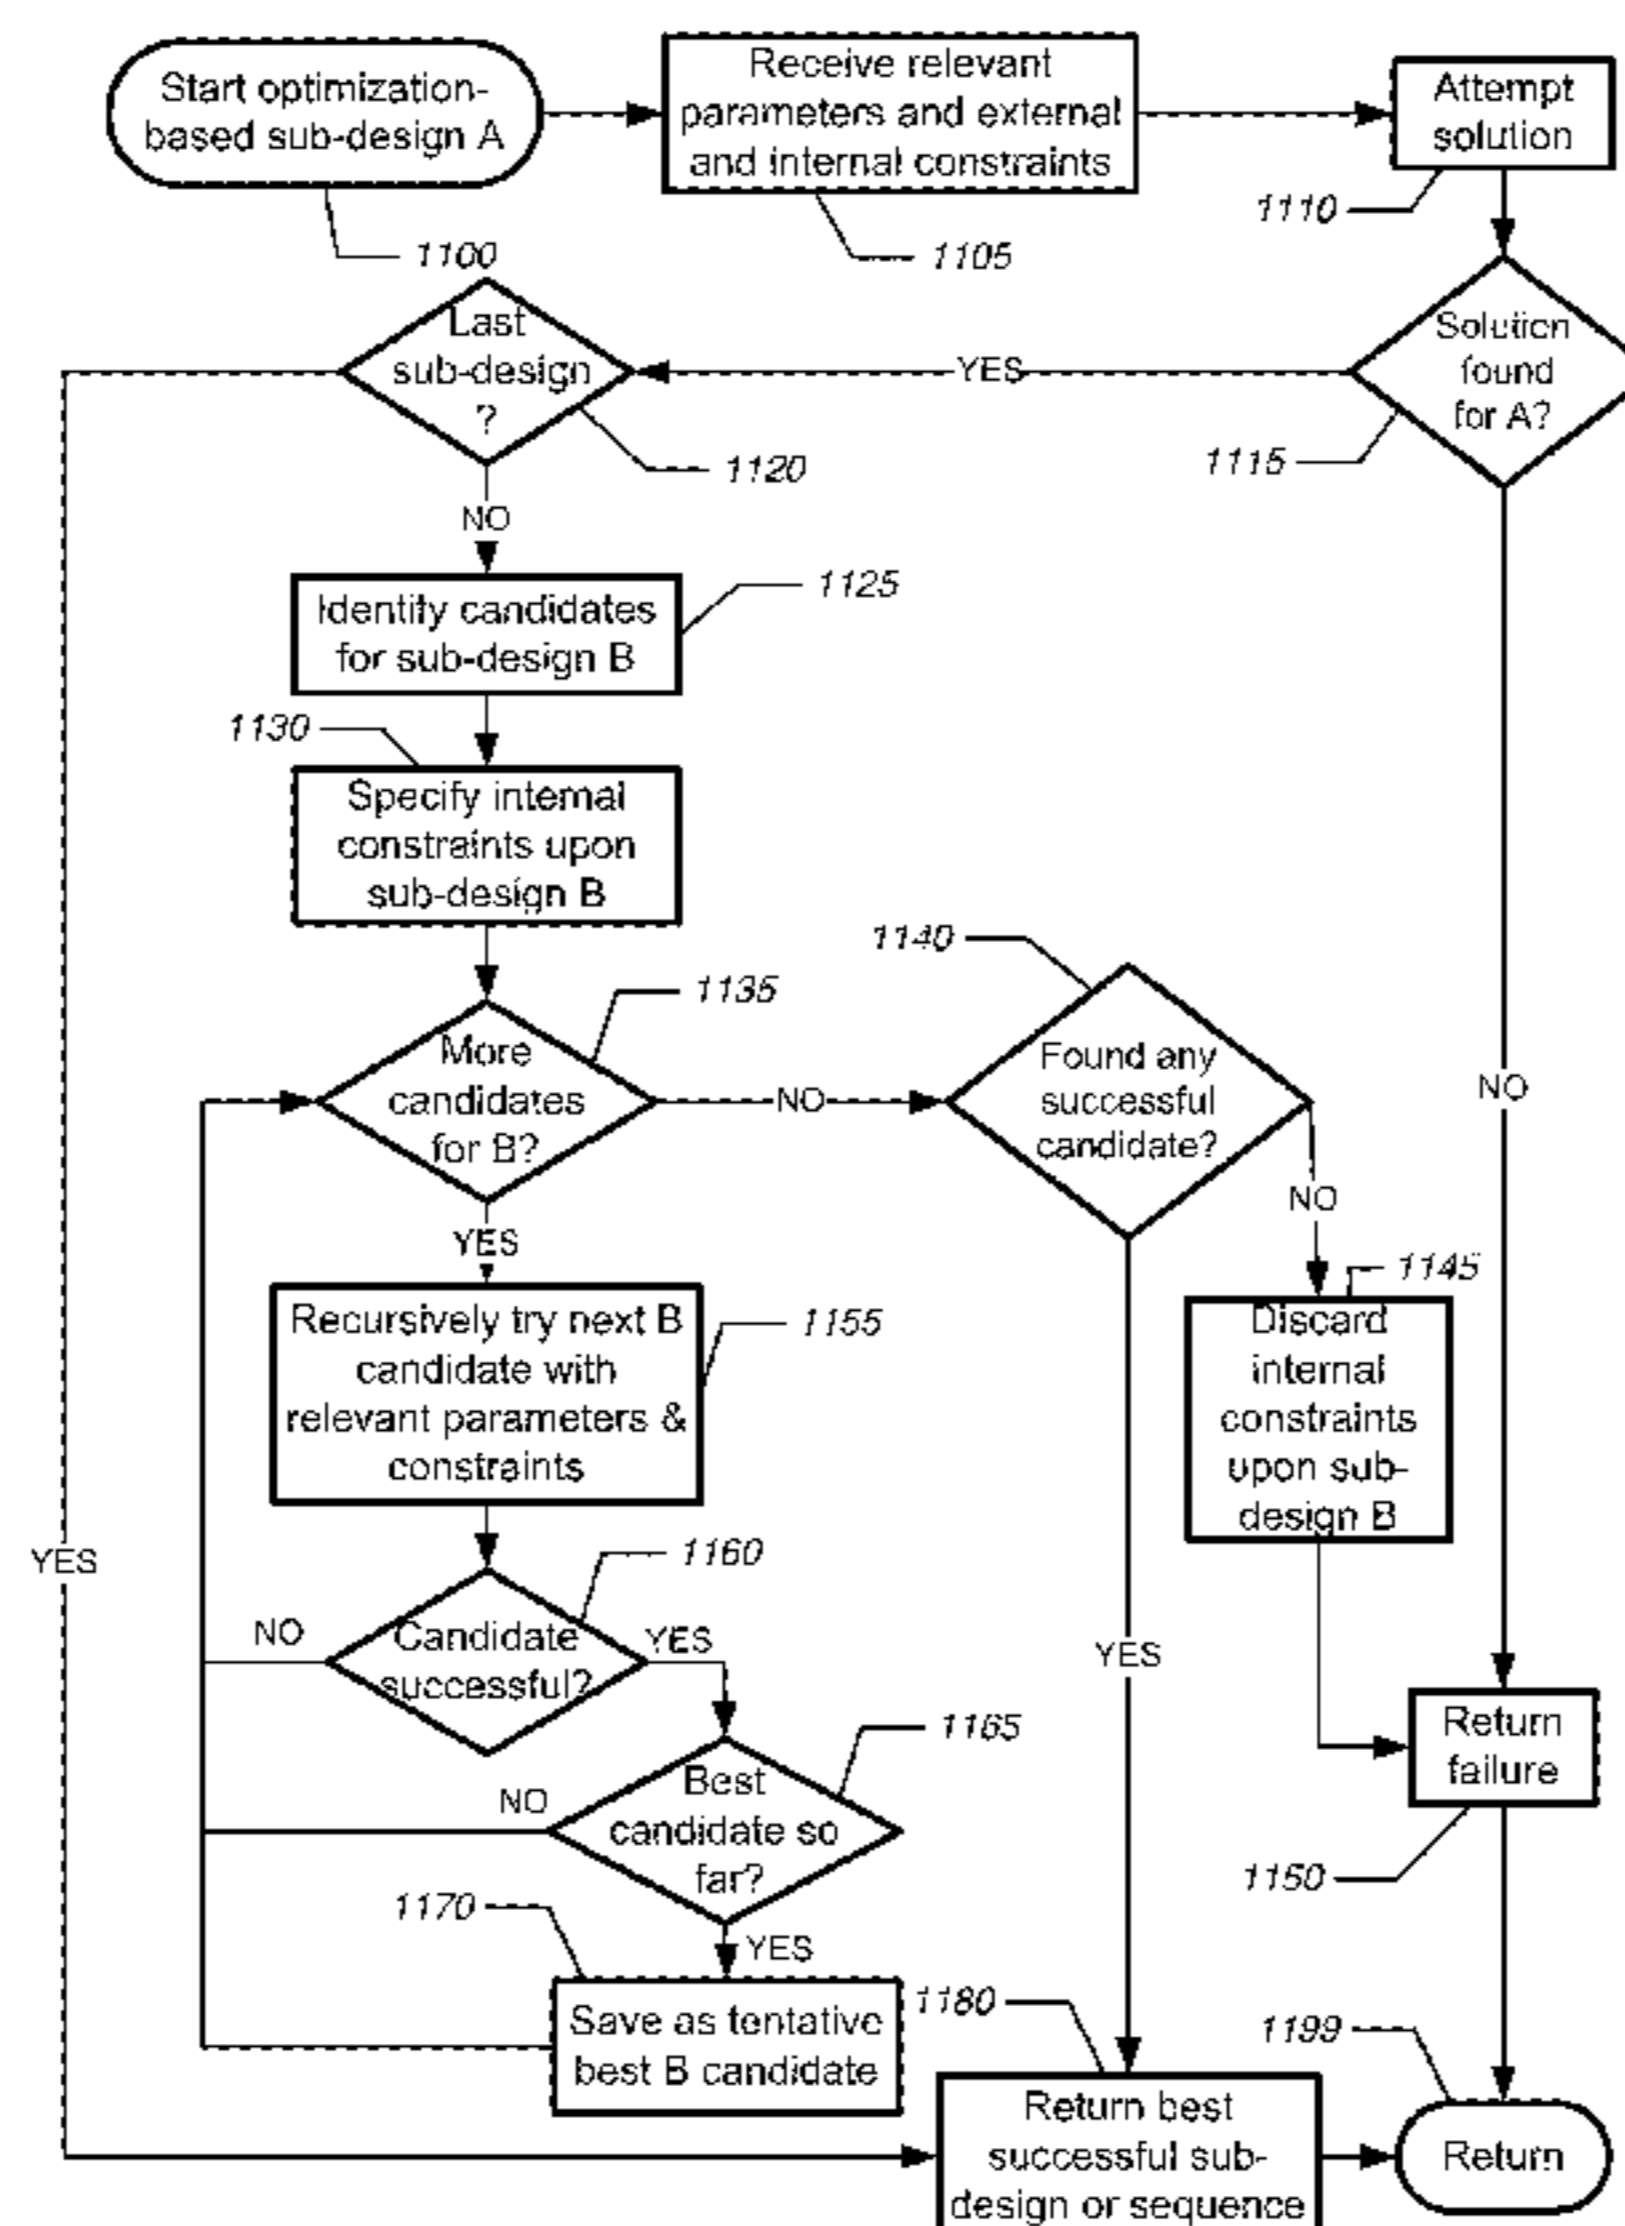 Start optimization-
based sub-design A
1100
Receive relevant
parameters and external
and internal constraints
1105
Attempt
solution
1110
Solution
found
for A?
1115
YES
NO
Last
sub-design
?
1120
YES
NO
Identify candidates
for sub-design B
1125
1130
Specify internal
constraints upon
sub-design B
More
candidates
for B?
1135
NO
YES
1140
Found any
successful
candidate?
NO
YES
1145
Discard
internal
constraints
upon sub-
design B
Recursively try next B
candidate with
relevant parameters &
constraints
1155
Candidate
successful?
1160
NO
YES
Best
candidate so
far?
1165
NO
YES
1170
Save as tentative
best B candidate
Return
failure
1150
1180
Return best
successful sub-
design or sequence
1199
Return